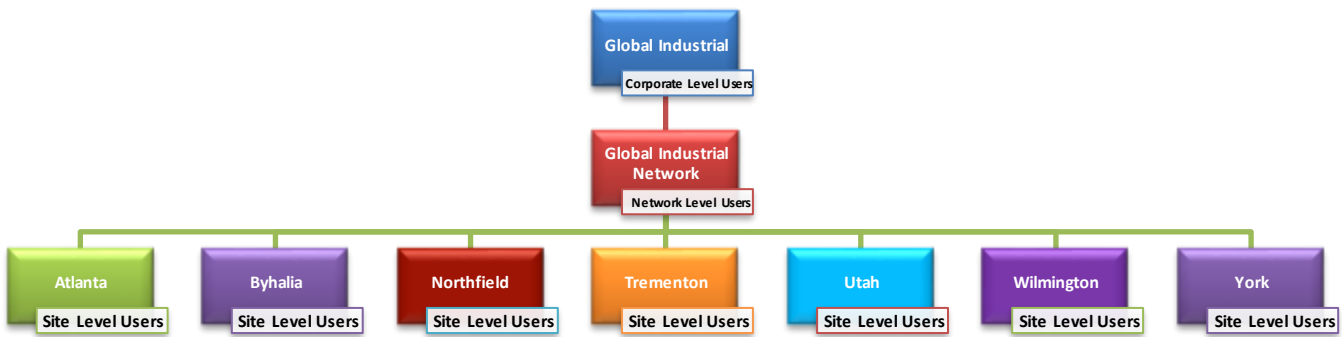 Global Industrial
Corporate Level Users
Global Industrial
Network
Network Level Users
Atlanta
Site Level Users
Byhalia
Site Level Users
Northfield
Site Level Users
Trementon
Site Level Users
Utah
Site Level Users
Wilmington
Site Level Users
York
Site Level Users